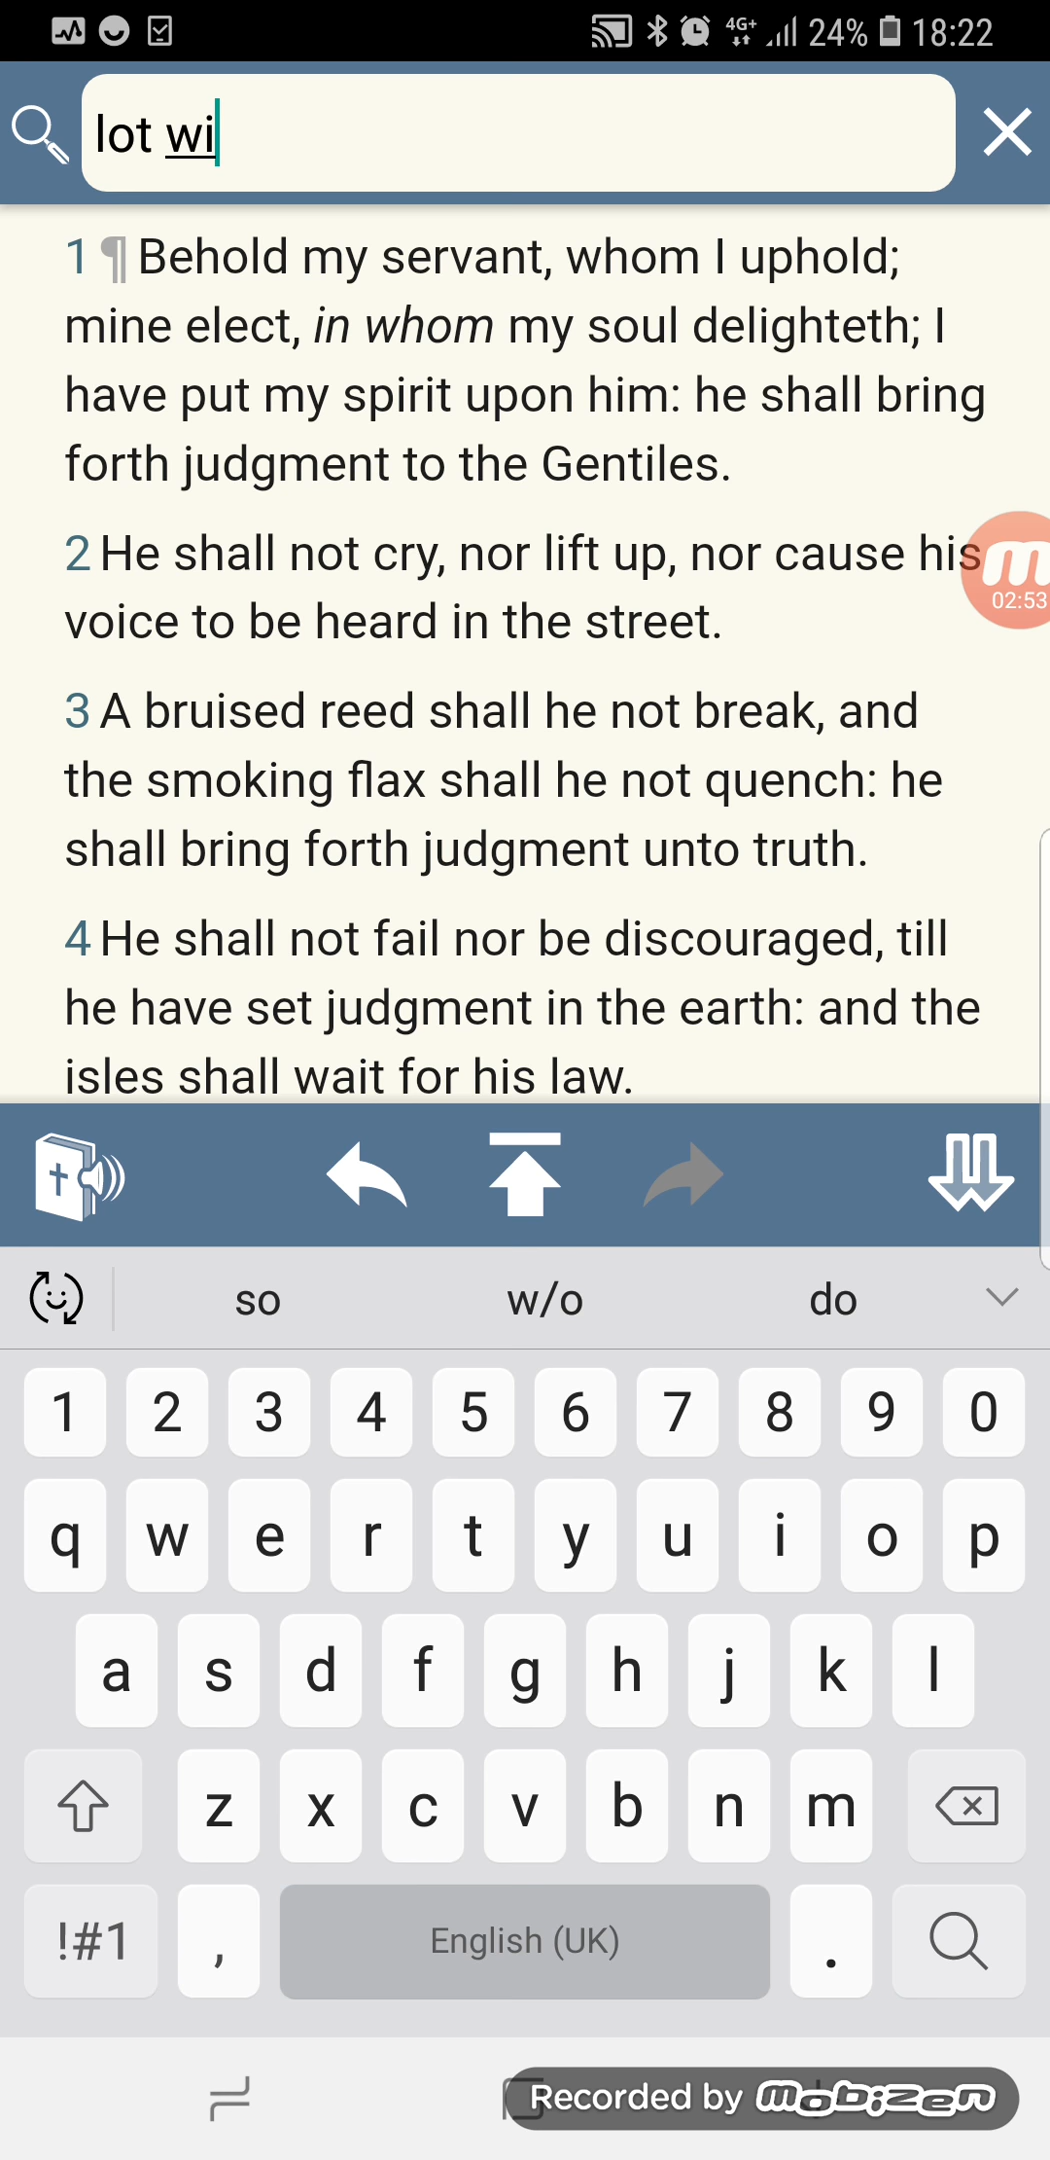 4G+ 24% 18:22
lot wi
1 ¶ Behold my servant, whom I uphold;
mine elect, in whom my soul delighteth; I
have put my spirit upon him: he shall bring
forth judgment to the Gentiles.
2 He shall not cry, nor lift up, nor cause his
voice to be heard in the street.
m
02:53
3 A bruised reed shall he not break, and
the smoking flax shall he not quench: he
shall bring forth judgment unto truth.
4 He shall not fail nor be discouraged, till
he have set judgment in the earth: and the
isles shall wait for his law.
so w/o do
1 2 3 4 5 6 7 8 9 0
q w e r t y u i o p
a s d f g h j k l
z x c v b n m
!#1 , English (UK) .
Recorded by mobizen